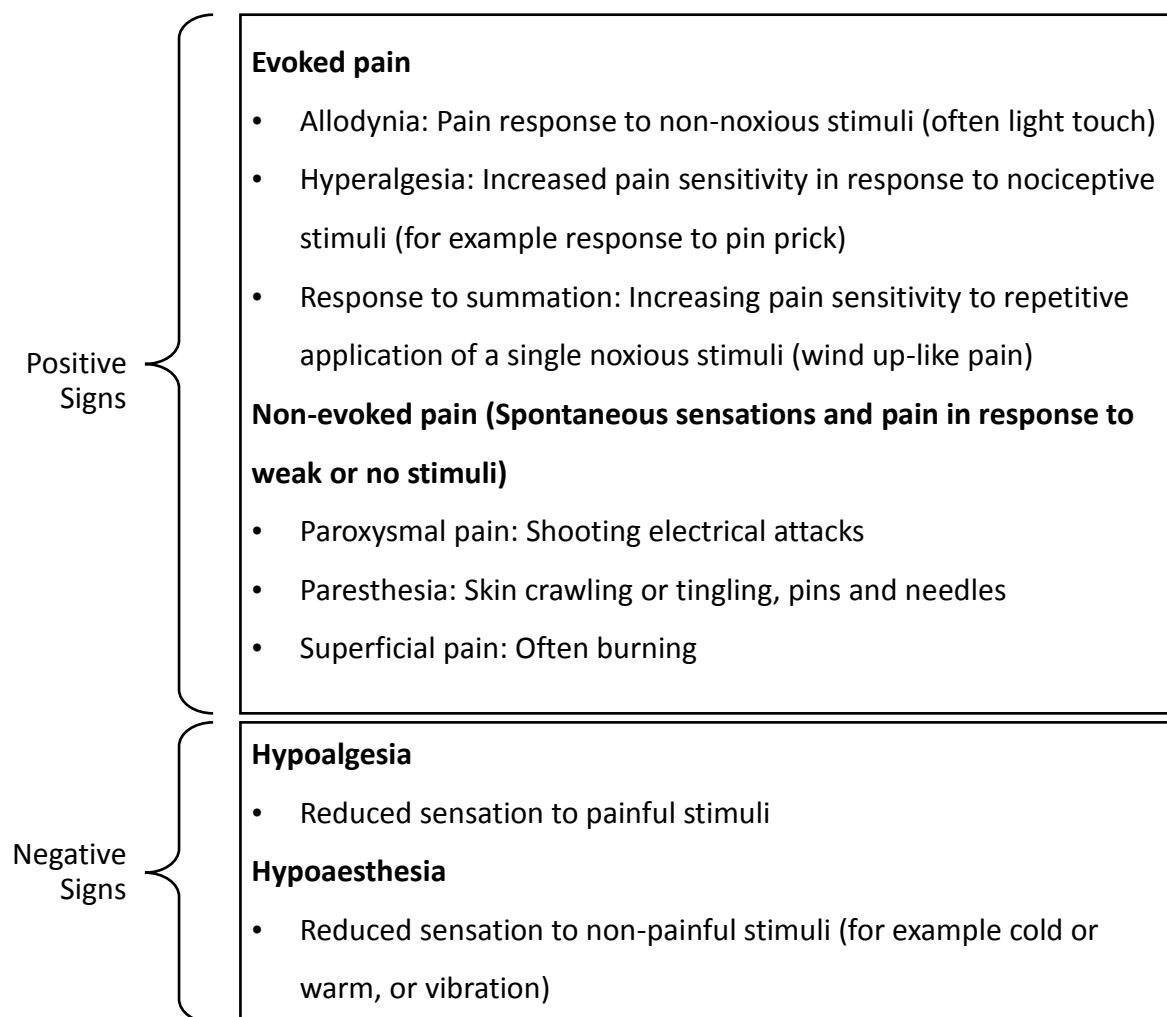 Evoked pain
• Allodynia: Pain response to non-noxious stimuli (often light touch)
• Hyperalgesia: Increased pain sensitivity in response to nociceptive
stimuli (for example response to pin prick)
• Response to summation: Increasing pain sensitivity to repetitive
application of a single noxious stimuli (wind up-like pain)
Positive
Signs
Non-evoked pain (Spontaneous sensations and pain in response to
weak or no stimuli)
• Paroxysmal pain: Shooting electrical attacks
• Paresthesia: Skin crawling or tingling, pins and needles
• Superficial pain: Often burning
Hypoalgesia
• Reduced sensation to painful stimuli
Negative
Signs
Hypoaesthesia
• Reduced sensation to non-painful stimuli (for example cold or
warm, or vibration)